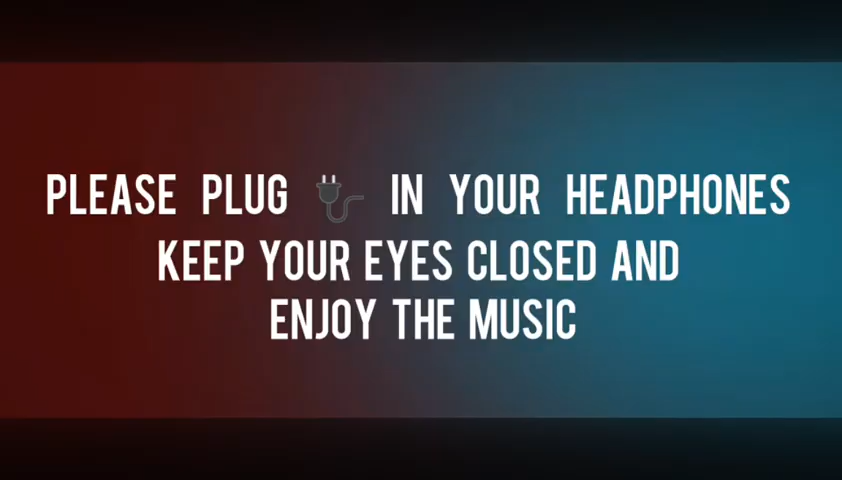 PLEASE PLUG 🔌 IN YOUR HEADPHONES
KEEP YOUR EYES CLOSED AND
ENJOY THE MUSIC